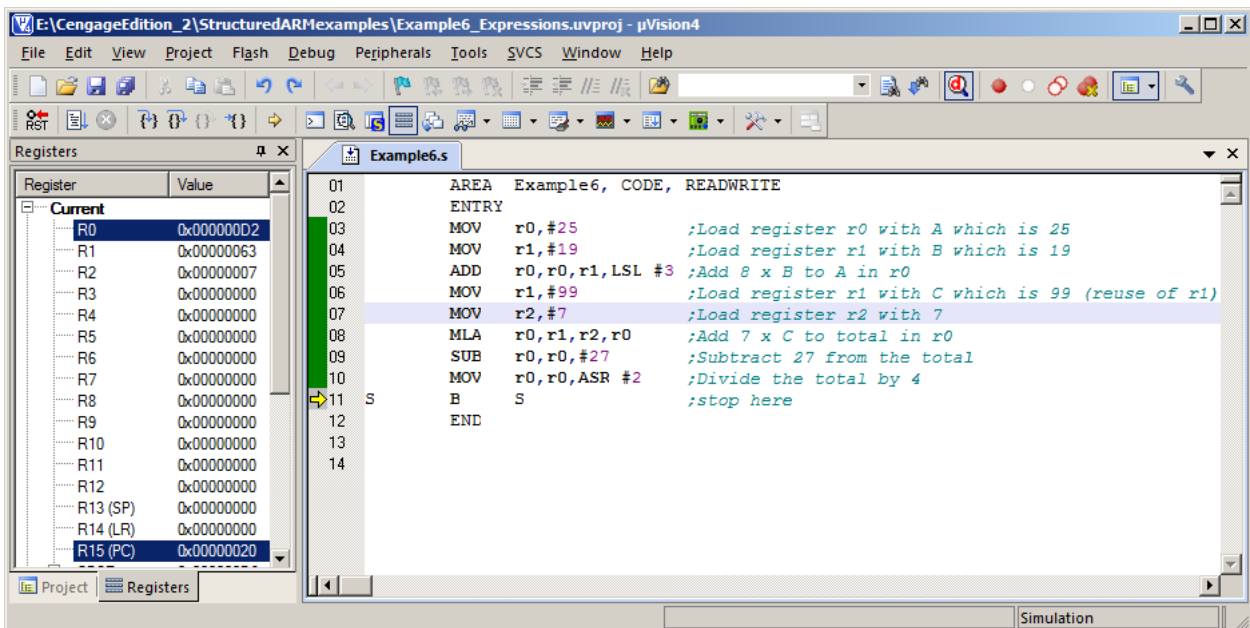 E:\CengageEdition_2\StructuredARMexamples\Example6_Expressions.uvproj - µVision4
File Edit View Project Flash Debug Peripherals Tools SVCS Window Help
RST
Registers
Register Value
Current
R0 0x000000D2
R1 0x00000063
R2 0x00000007
R3 0x00000000
R4 0x00000000
R5 0x00000000
R6 0x00000000
R7 0x00000000
R8 0x00000000
R9 0x00000000
R10 0x00000000
R11 0x00000000
R12 0x00000000
R13 (SP) 0x00000000
R14 (LR) 0x00000000
R15 (PC) 0x00000020
Project Registers
Example6.s
01 AREA Example6, CODE, READWRITE
02 ENTRY
03 MOV r0,#25 ;Load register r0 with A which is 25
04 MOV r1,#19 ;Load register r1 with B which is 19
05 ADD r0,r0,r1,LSL #3 ;Add 8 x B to A in r0
06 MOV r1,#99 ;Load register r1 with C which is 99 (reuse of r1)
07 MOV r2,#7 ;Load register r2 with 7
08 MLA r0,r1,r2,r0 ;Add 7 x C to total in r0
09 SUB r0,r0,#27 ;Subtract 27 from the total
10 MOV r0,r0,ASR #2 ;Divide the total by 4
11 S B S ;stop here
12 END
13
14
Simulation